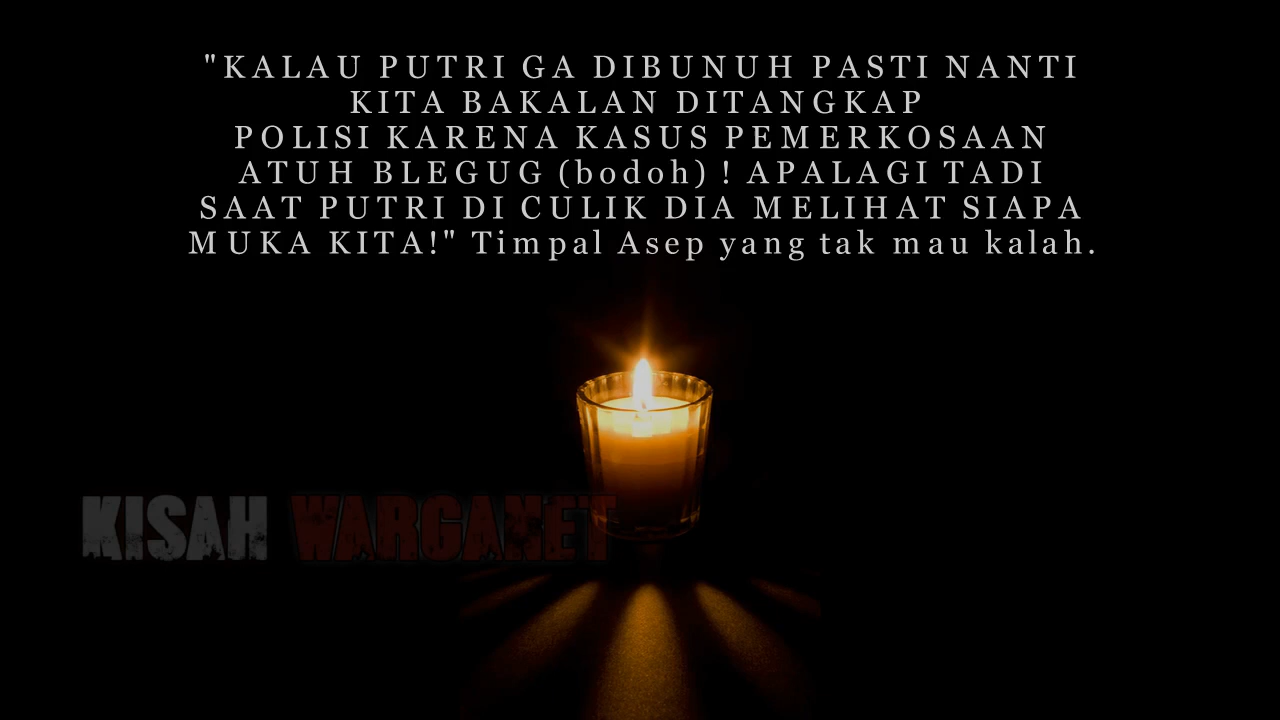 "KALAU PUTRI GA DIBUNUH PASTI NANTI
KITA BAKALAN DITANGKAP
POLISI KARENA KASUS PEMERKOSAAN
ATUH BLEGUG (bodoh) ! APALAGI TADI
SAAT PUTRI DI CULIK DIA MELIHAT SIAPA
MUKA KITA!" Timpal Asep yang tak mau kalah.
KISAH WARGANET